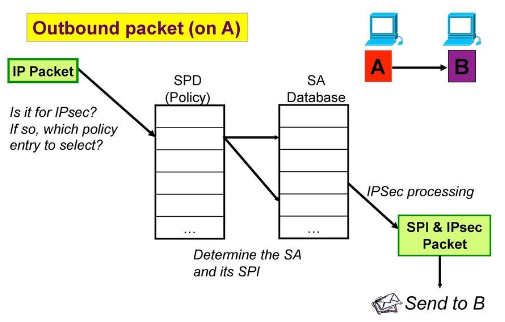 Outbound packet (on A)
A
B
IP Packet
SPD
(Policy)
SA
Database
Is it for IPsec?
If so, which policy
entry to select?
...
...
IPSec processing
SPI & IPsec
Packet
Determine the SA
and its SPI
Send to B